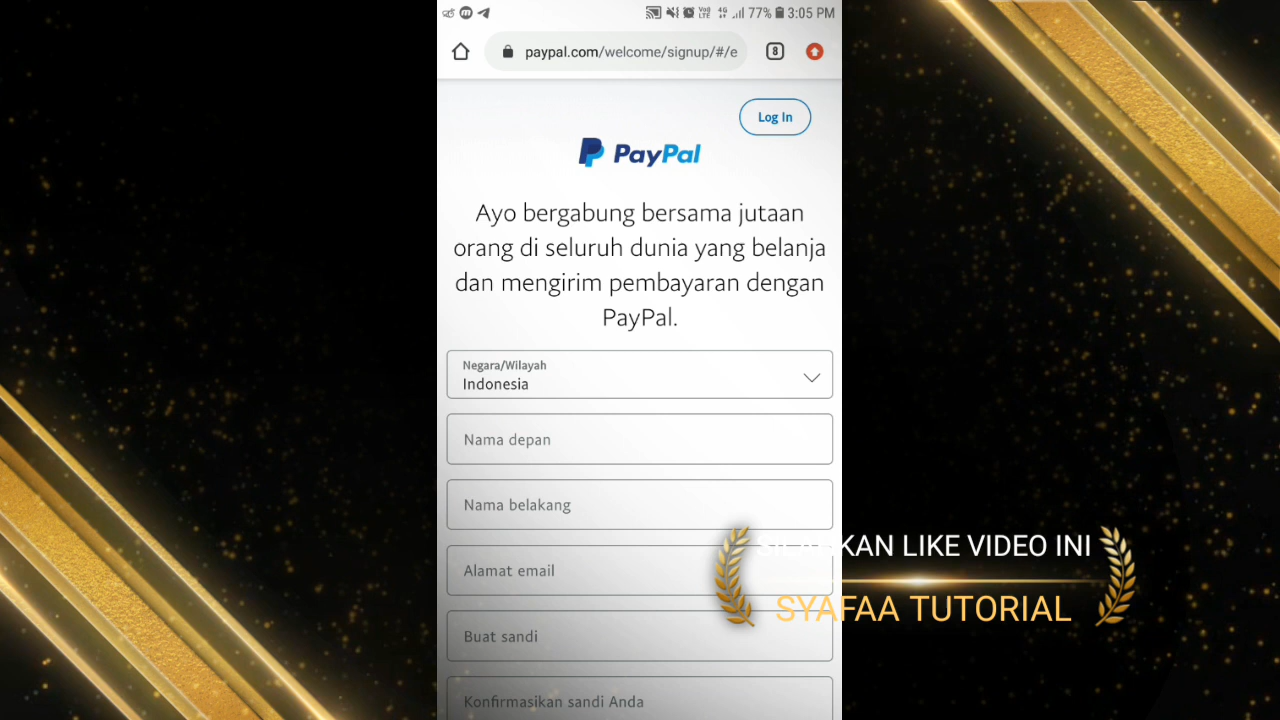 77% 3:05 PM
paypal.com/welcome/signup/#/e
8
Log In
PayPal
Ayo bergabung bersama jutaan
orang di seluruh dunia yang belanja
dan mengirim pembayaran dengan
PayPal.
Negara/Wilayah
Indonesia
Nama depan
Nama belakang
Alamat email
Buat sandi
Konfirmasikan sandi Anda
LIKE VIDEO INI
SYAFAA TUTORIAL